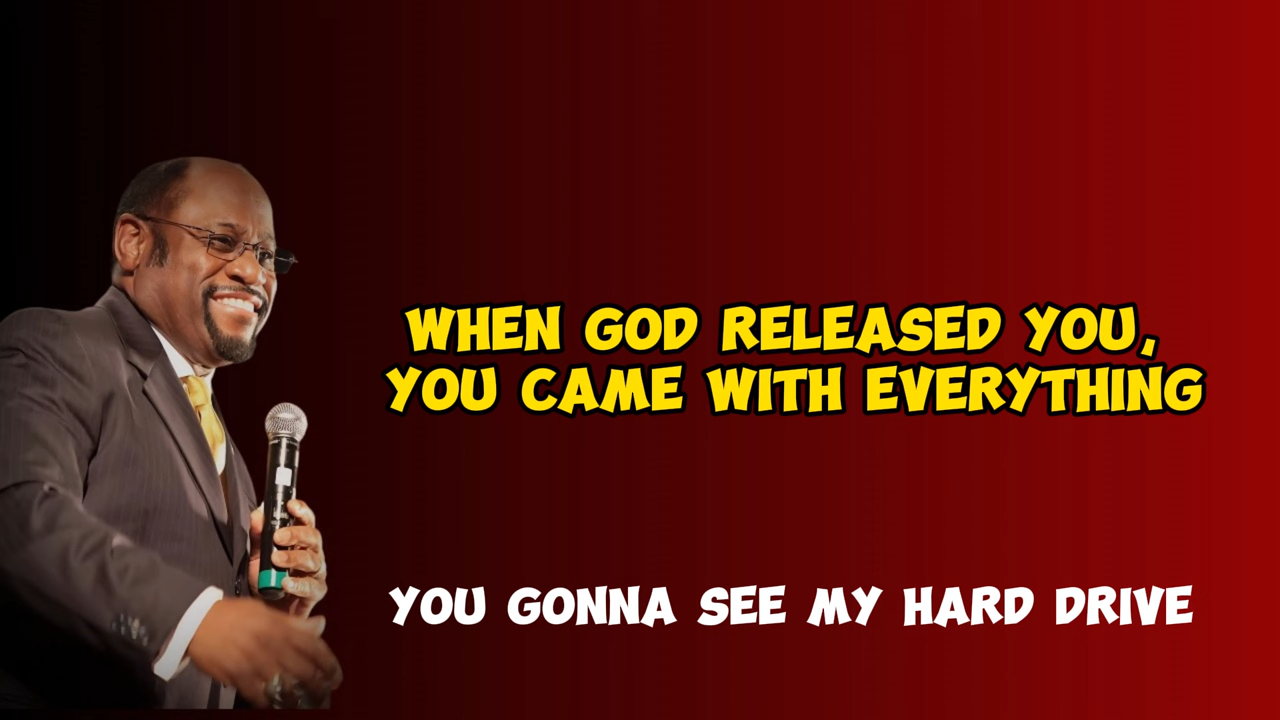 WHEN GOD RELEASED YOU,
YOU CAME WITH EVERYTHING
YOU GONNA SEE MY HARD DRIVE